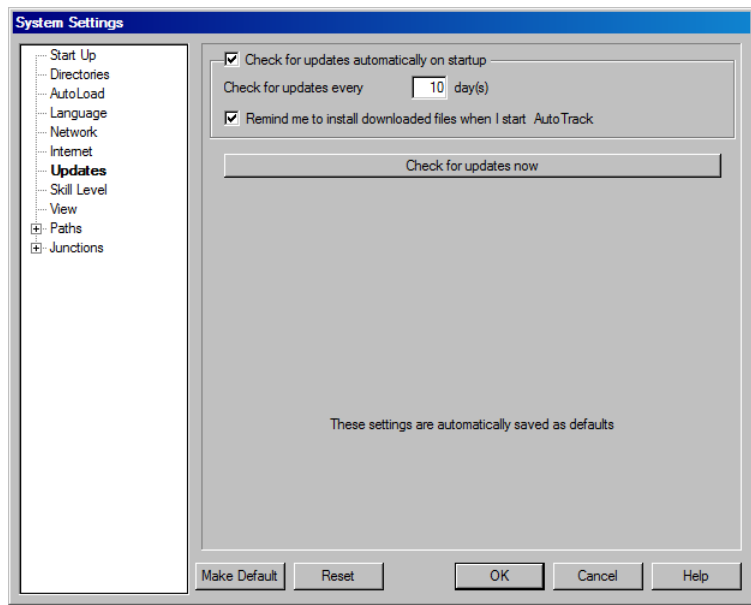 System Settings
Start Up
Directories
AutoLoad
Language
Network
Internet
Updates
Skill Level
View
Paths
Junctions
Check for updates automatically on startup
Check for updates every 10 day(s)
Remind me to install downloaded files when I start AutoTrack
Check for updates now
These settings are automatically saved as defaults
Make Default Reset OK Cancel Help